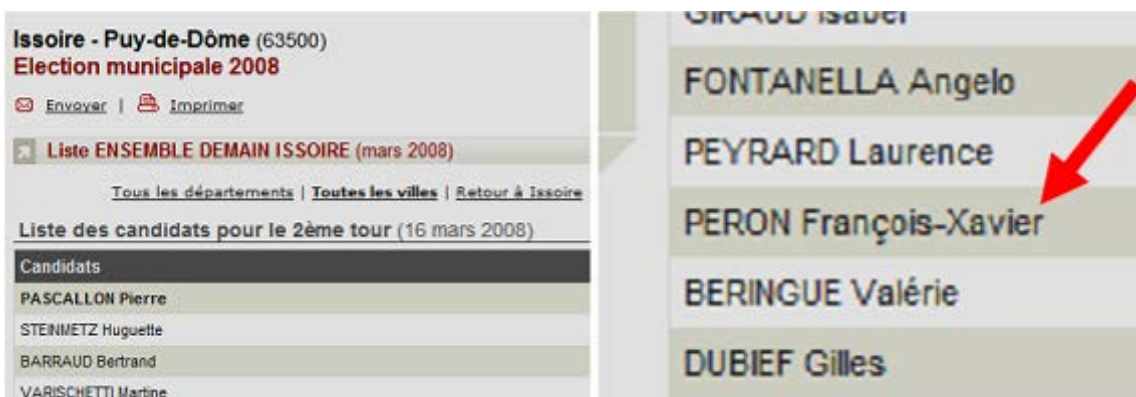 Issoire - Puy-de-Dôme (63500)
Election municipale 2008
Envoyer | Imprimer
Liste ENSEMBLE DEMAIN ISSOIRE (mars 2008)
Tous les départements | Toutes les villes | Retour à Issoire
Liste des candidats pour le 2ème tour (16 mars 2008)
Candidats
PASCALLON Pierre
STEINMETZ Huguette
BARRAUD Bertrand
VARISCHETTI Martine
GIRAUD Isabel
FONTANELLA Angelo
PEYRARD Laurence
PERON François-Xavier
BERINGUE Valérie
DUBIEF Gilles